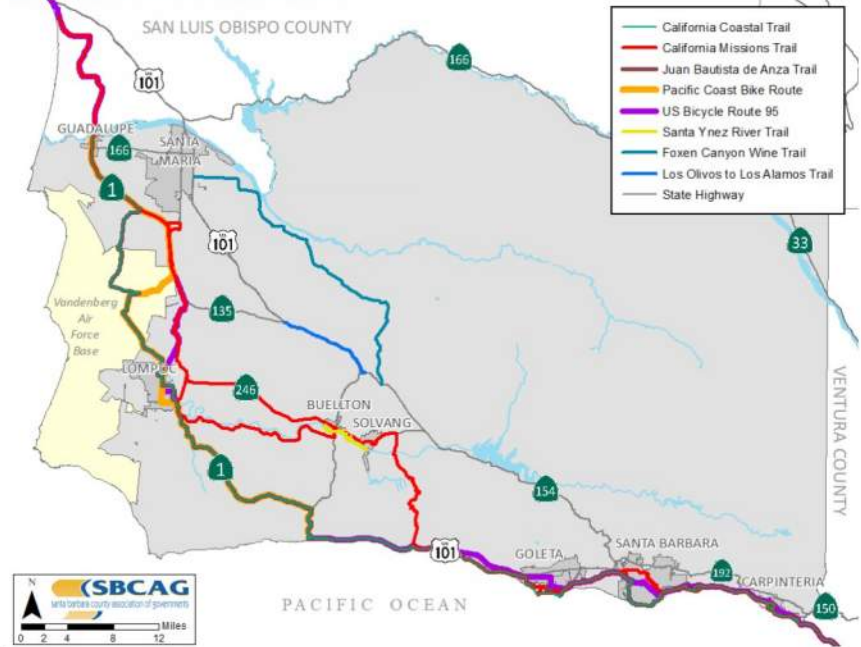 SAN LUIS OBISPO COUNTY
California Coastal Trail
California Missions Trail
Juan Bautista de Anza Trail
Pacific Coast Bike Route
US Bicycle Route 95
Santa Ynez River Trail
Foxen Canyon Wine Trail
Los Olivos to Los Alamos Trail
State Highway
166
101
GUADALUPE
166
SANTA
MARIA
1
101
33
Vandenberg
Air
Force
Base
135
LOMPOC
246
BUELLTON
SOLVANG
VENTURA COUNTY
1
154
101
GOLETA
SANTA BARBARA
192
CARPINTERIA
150
PACIFIC OCEAN
N
SBCAG
santa barbara county association of governments
Miles
0 2 4 8 12